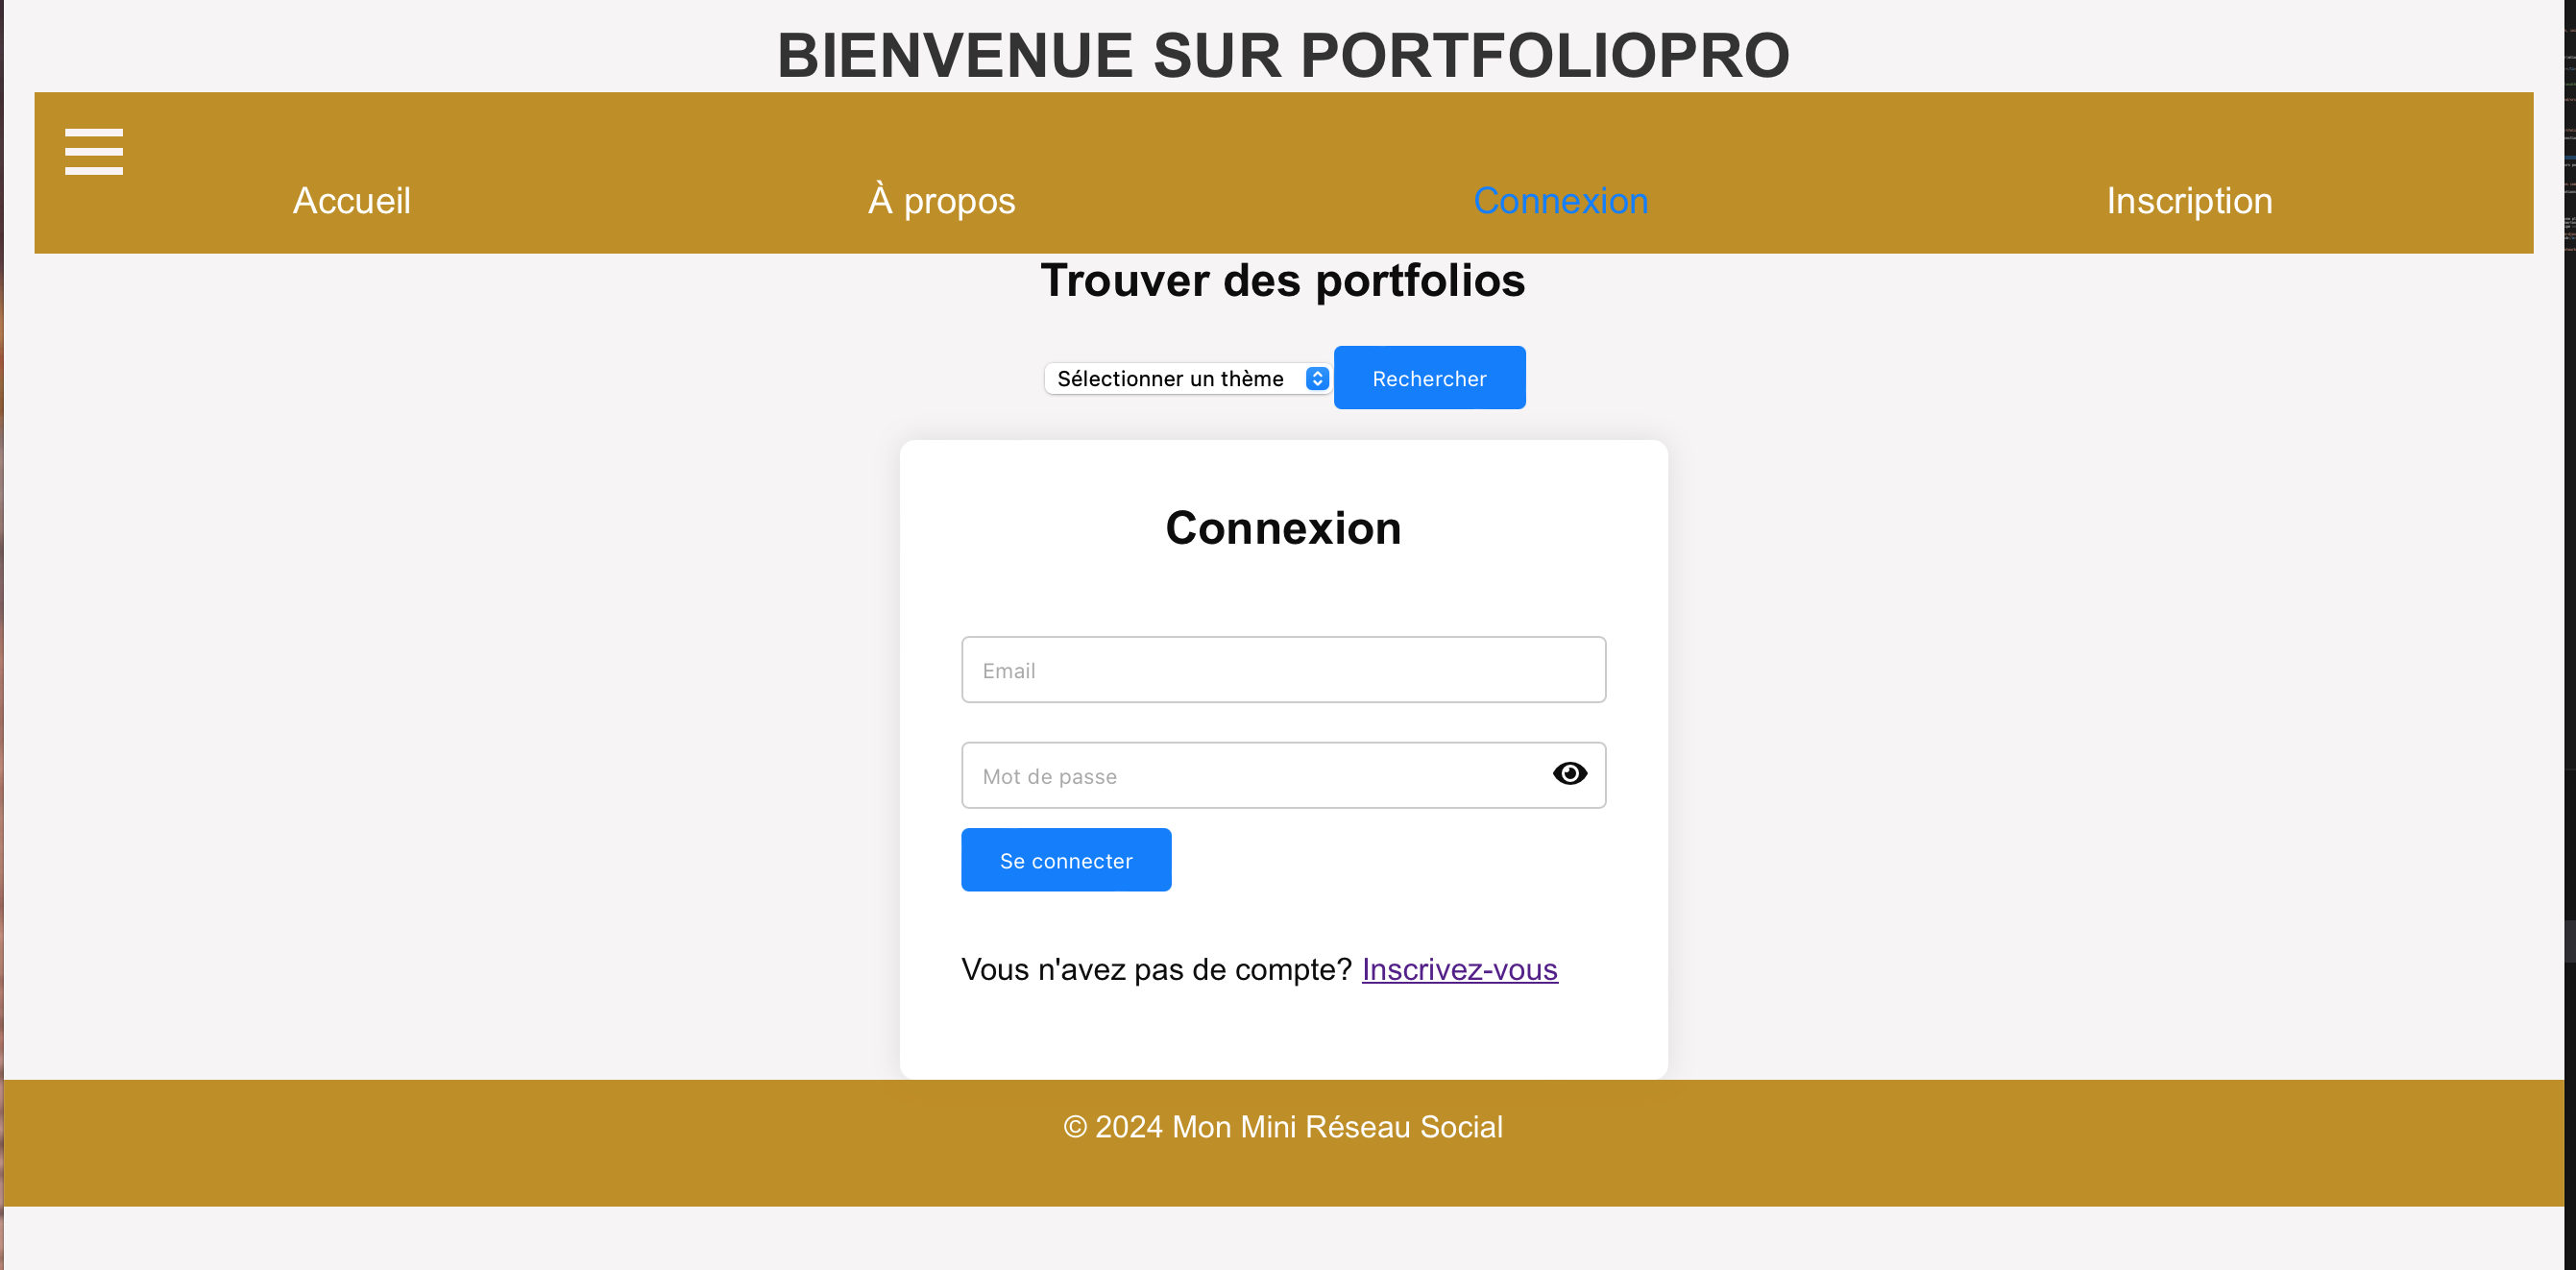 BIENVENUE SUR PORTFOLIOPRO
Accueil À propos Connexion Inscription
Trouver des portfolios
Sélectionner un thème Rechercher
Connexion
Email
Mot de passe
Se connecter
Vous n'avez pas de compte? Inscrivez-vous
© 2024 Mon Mini Réseau Social